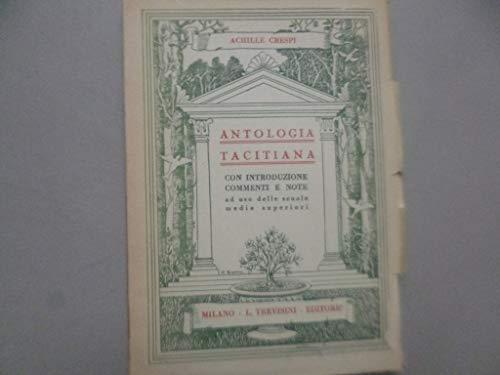 ACHILLE CRESPI
ANTOLOGIA
TACITIANA
CON INTRODUZIONE
COMMENTI E NOTE
ad uso delle scuole
medie superiori
MILANO - L. TREVISINI - EDITORE